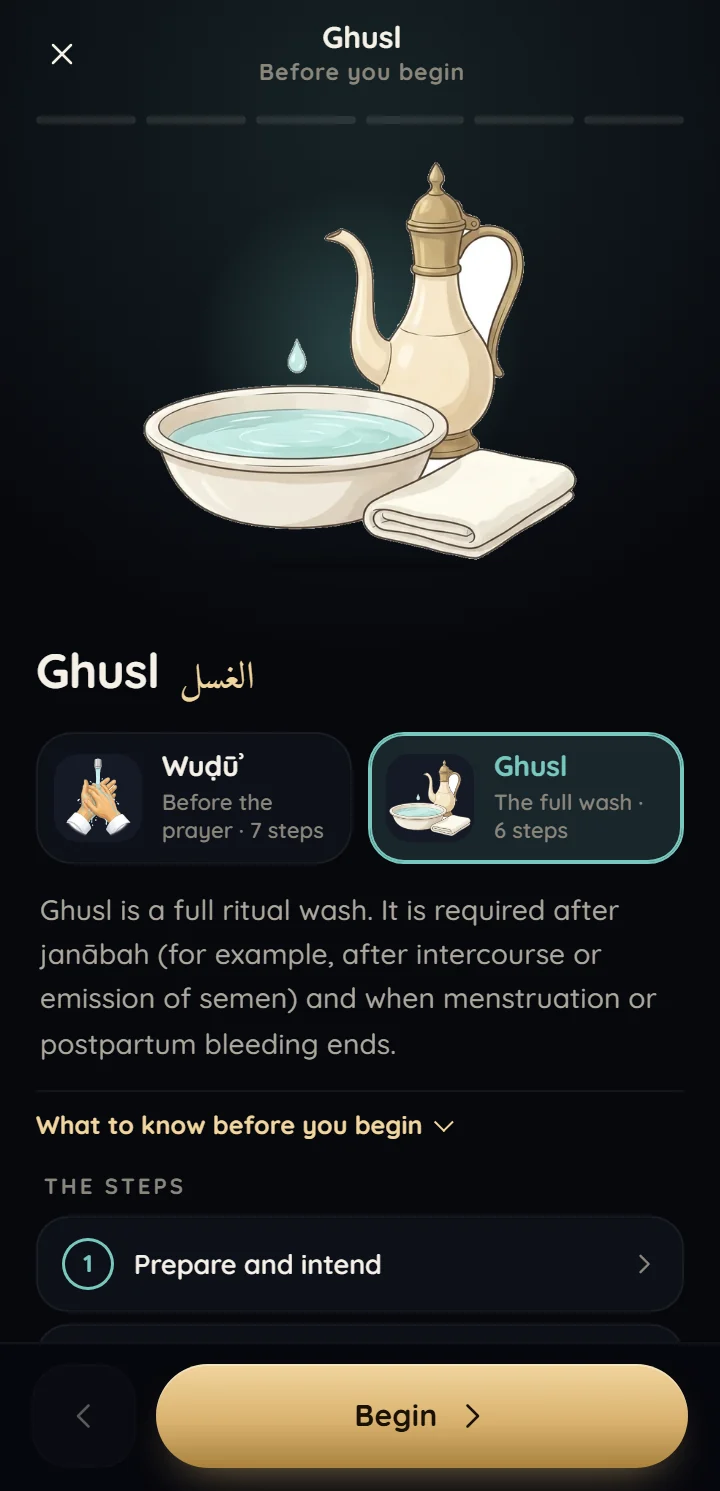 Ghusl
Before you begin
Ghusl الغسل
Wuḍūʾ
Before the
prayer · 7 steps
Ghusl
The full wash ·
6 steps
Ghusl is a full ritual wash. It is required after
janābah (for example, after intercourse or
emission of semen) and when menstruation or
postpartum bleeding ends.
What to know before you begin
THE STEPS
1 Prepare and intend
Begin